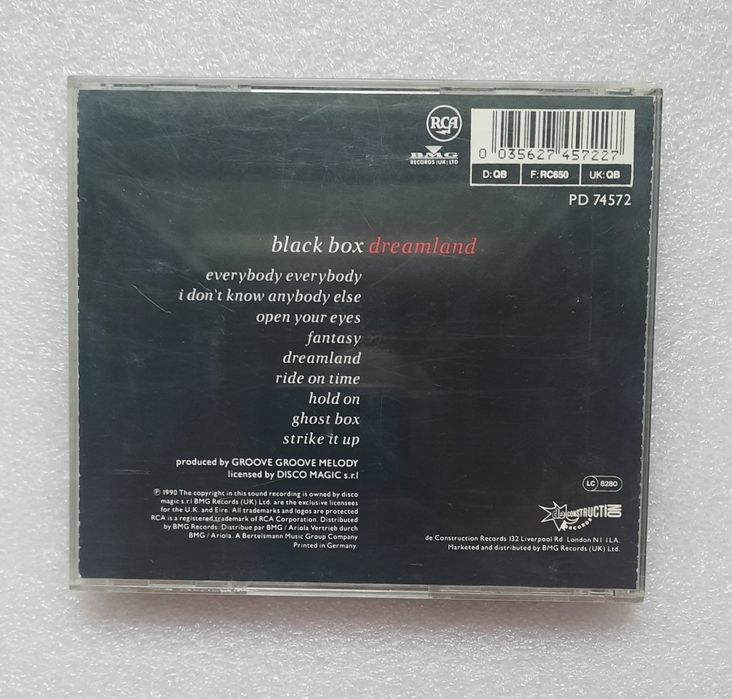 RCA
BMG
RECORDS (UK) LTD
0 035627 457227
D: QB F: RC650 UK: QB
PD 74572
black box dreamland
everybody everybody
i don't know anybody else
open your eyes
fantasy
dreamland
ride on time
hold on
ghost box
strike it up
produced by GROOVE GROOVE MELODY
licensed by DISCO MAGIC s.r.l
℗ 1990 The copyright in this sound recording is owned by disco
magic s.r.l BMG Records (UK) Ltd. are the exclusive licensees
for the U.K. and Eire. All trademarks and logos are protected
RCA is a registered trademark of RCA Corporation. Distributed
by BMG Records. Distribue par BMG / Ariola Vertrieb durch
BMG / Ariola. A Bertelsmann Music Group Company
Printed in Germany.
LC 8280
deConstruction
RECORDS
de Construction Records 132 Liverpool Rd London N1 1LA.
Marketed and distributed by BMG Records (UK) Ltd.